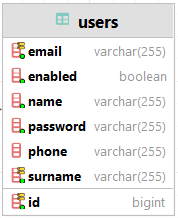 users
email varchar(255)
enabled boolean
name varchar(255)
password varchar(255)
phone varchar(255)
surname varchar(255)
id bigint